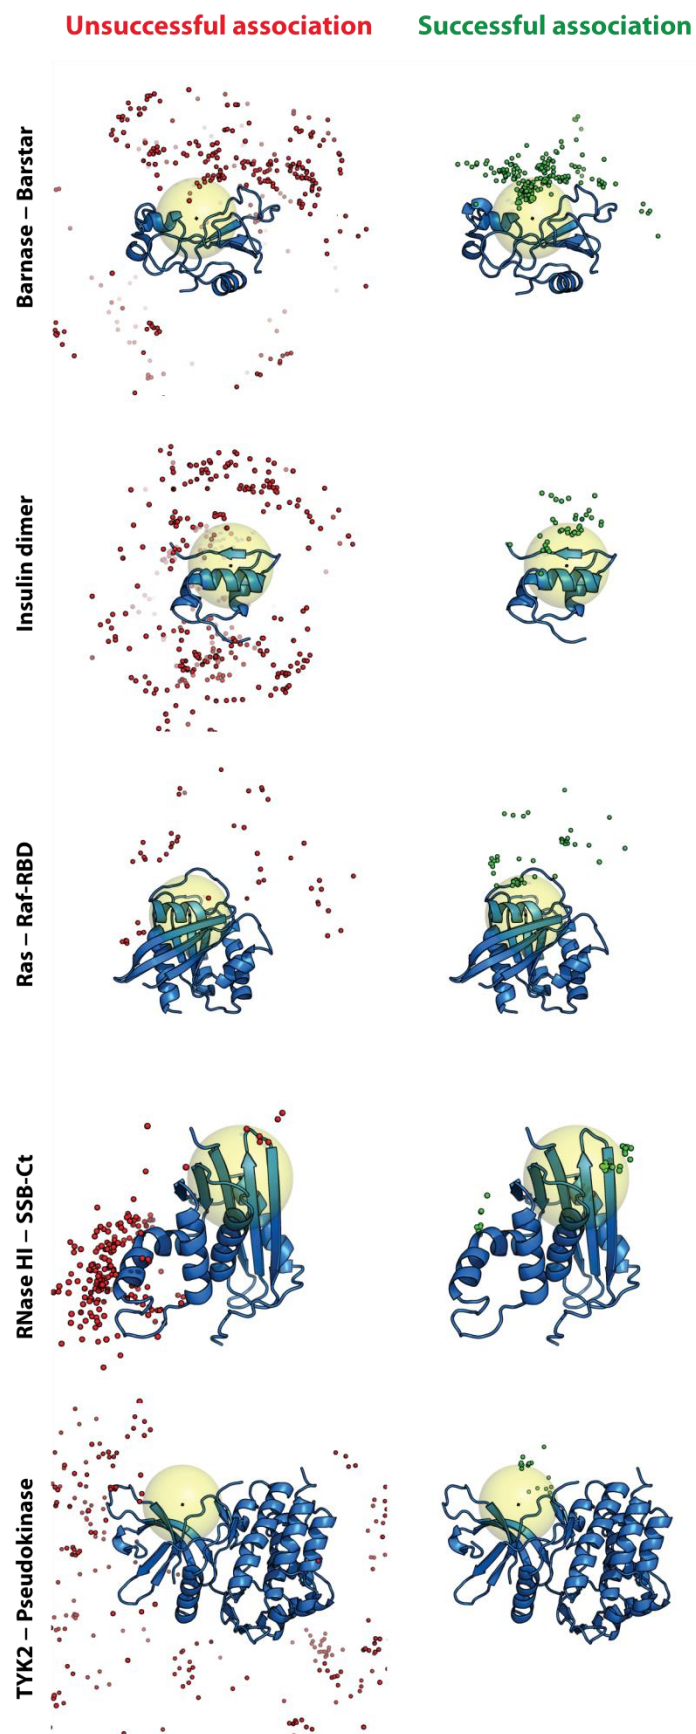 Unsuccessful association
Successful association
Barnase – Barstar
Insulin dimer
Ras – Raf-RBD
RNase HI – SSB-Ct
TYK2 – Pseudokinase